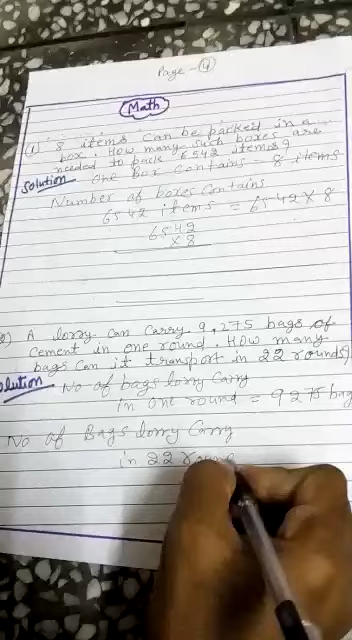 Page - 4
Math
1) 8 items can be packed in a
box. How many such boxes are
needed to pack 6542 items?
Solution One Box contains = 8 items
Number of boxes contains
6542 items = 6542 X 8
6542
X 8
A lorry can carry 9,275 bags of
cement in one round. How many
bags can it transport in 22 rounds)
lution No of bags lorry Carry
in One round = 9275 bag
No of Bags lorry Carry
in 22 roun